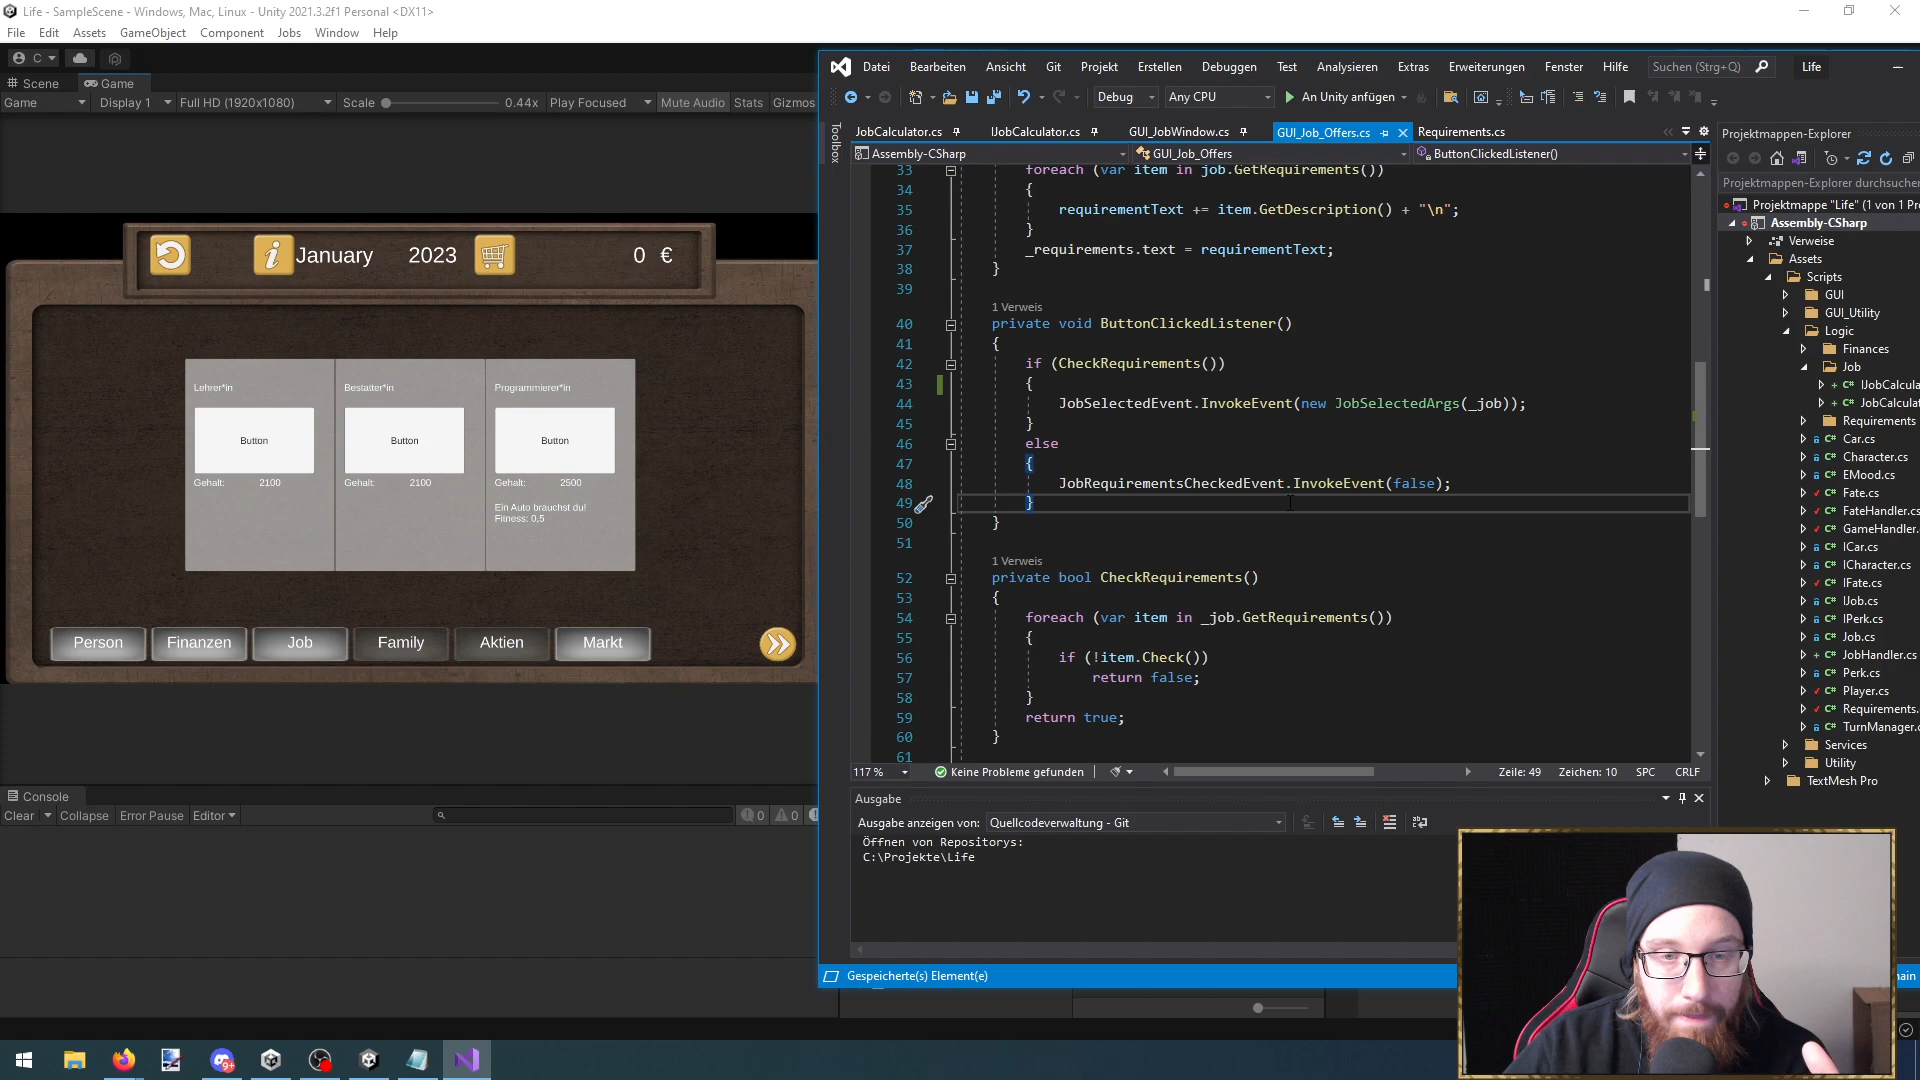 Life - SampleScene - Windows, Mac, Linux - Unity 2021.3.2f1 Personal <DX11>
File Edit Assets GameObject Component Jobs Window Help
C
Scene Game
Game Display 1 Full HD (1920x1080) Scale 0.44x Play Focused Mute Audio Stats Gizmos
January 2023 0 €
Lehrer*in Bestatter*in Programmierer*in
Button Button Button
Gehalt: 2100 Gehalt: 2100 Gehalt: 2500
Ein Auto brauchst du!
Fitness: 0,5
Person Finanzen Job Family Aktien Markt
Console
Clear Collapse Error Pause Editor 0 0
Datei Bearbeiten Ansicht Git Projekt Erstellen Debuggen Test Analysieren Extras Erweiterungen Fenster Hilfe Suchen (Strg+Q) Life
Debug Any CPU An Unity anfügen
Toolbox
JobCalculator.cs IJobCalculator.cs GUI_JobWindow.cs GUI_Job_Offers.cs Requirements.cs
Assembly-CSharp GUI_Job_Offers ButtonClickedListener()
33 foreach (var item in job.GetRequirements())
34 {
35 requirementText += item.GetDescription() + "\n";
36 }
37 _requirements.text = requirementText;
38 }
39
1 Verweis
40 private void ButtonClickedListener()
41 {
42 if (CheckRequirements())
43 {
44 JobSelectedEvent.InvokeEvent(new JobSelectedArgs(_job));
45 }
46 else
47 {
48 JobRequirementsCheckedEvent.InvokeEvent(false);
49 }
50 }
51
1 Verweis
52 private bool CheckRequirements()
53 {
54 foreach (var item in _job.GetRequirements())
55 {
56 if (!item.Check())
57 return false;
58 }
59 return true;
60 }
61
117 % Keine Probleme gefunden Zeile: 49 Zeichen: 10 SPC CRLF
Ausgabe
Ausgabe anzeigen von: Quellcodeverwaltung - Git
Öffnen von Repositorys:
C:\Projekte\Life
Gespeicherte(s) Element(e)
Projektmappen-Explorer
Projektmappen-Explorer durchsuchen
Projektmappe "Life" (1 von 1 Pr
Assembly-CSharp
Verweise
Assets
Scripts
GUI
GUI_Utility
Logic
Finances
Job
IJobCalcula
JobCalculat
Requirements
Car.cs
Character.cs
EMood.cs
Fate.cs
FateHandler.cs
GameHandler.
ICar.cs
ICharacter.cs
IFate.cs
IJob.cs
IPerk.cs
Job.cs
JobHandler.cs
Perk.cs
Player.cs
Requirements.
TurnManager.c
Services
Utility
TextMesh Pro
ain
9+